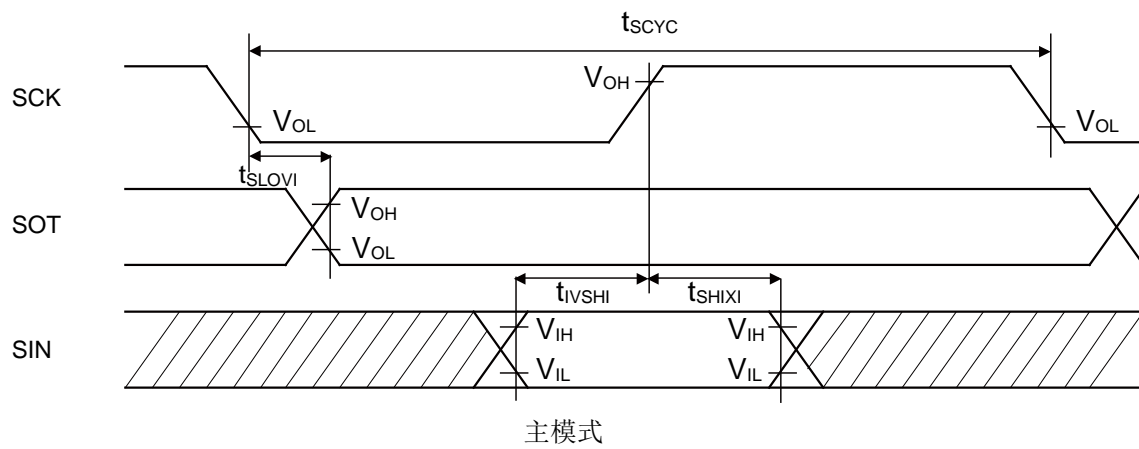 tSCYC
SCK
VOH
VOL
VOL
tSLOVI
SOT
VOH
VOL
tIVSHI
tSHIXI
SIN
VIH
VIH
VIL
VIL
主模式